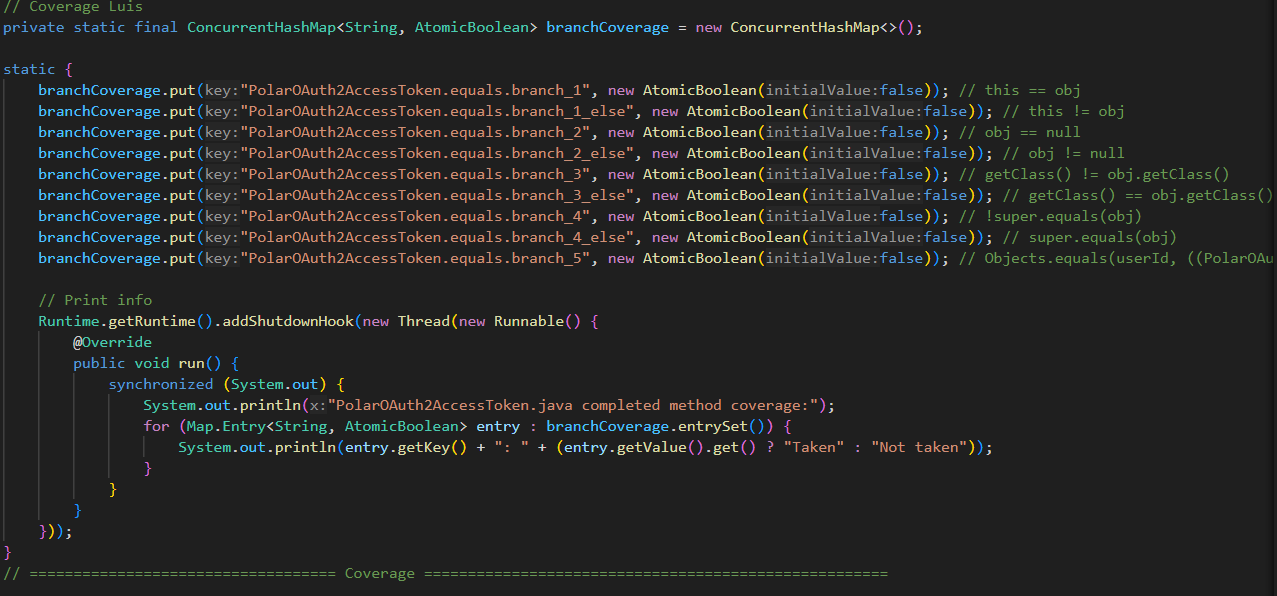 // Coverage Luis
private static final ConcurrentHashMap<String, AtomicBoolean> branchCoverage = new ConcurrentHashMap<>();
static {
branchCoverage.put(key:"PolarOAuth2AccessToken.equals.branch_1", new AtomicBoolean(initialValue:false)); // this == obj
branchCoverage.put(key:"PolarOAuth2AccessToken.equals.branch_1_else", new AtomicBoolean(initialValue:false)); // this != obj
branchCoverage.put(key:"PolarOAuth2AccessToken.equals.branch_2", new AtomicBoolean(initialValue:false)); // obj == null
branchCoverage.put(key:"PolarOAuth2AccessToken.equals.branch_2_else", new AtomicBoolean(initialValue:false)); // obj != null
branchCoverage.put(key:"PolarOAuth2AccessToken.equals.branch_3", new AtomicBoolean(initialValue:false)); // getClass() != obj.getClass()
branchCoverage.put(key:"PolarOAuth2AccessToken.equals.branch_3_else", new AtomicBoolean(initialValue:false)); // getClass() == obj.getClass()
branchCoverage.put(key:"PolarOAuth2AccessToken.equals.branch_4", new AtomicBoolean(initialValue:false)); // !super.equals(obj)
branchCoverage.put(key:"PolarOAuth2AccessToken.equals.branch_4_else", new AtomicBoolean(initialValue:false)); // super.equals(obj)
branchCoverage.put(key:"PolarOAuth2AccessToken.equals.branch_5", new AtomicBoolean(initialValue:false)); // Objects.equals(userId, ((PolarOAu
// Print info
Runtime.getRuntime().addShutdownHook(new Thread(new Runnable() {
@Override
public void run() {
synchronized (System.out) {
System.out.println(x:"PolarOAuth2AccessToken.java completed method coverage:");
for (Map.Entry<String, AtomicBoolean> entry : branchCoverage.entrySet()) {
System.out.println(entry.getKey() + ": " + (entry.getValue().get() ? "Taken" : "Not taken"));
}
}
}
}));
}
// =================================== Coverage =====================================================